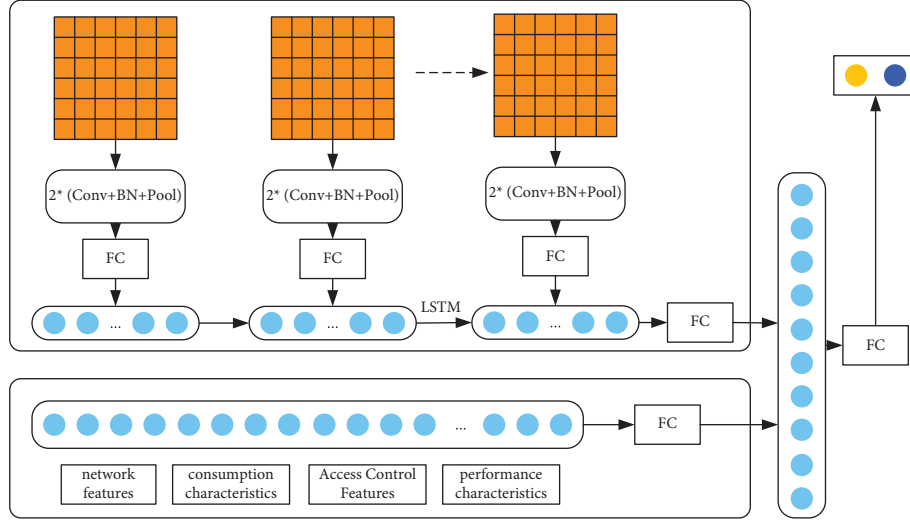 2* (Conv+BN+Pool)
2* (Conv+BN+Pool)
2* (Conv+BN+Pool)
FC
FC
FC
...
...
LSTM
...
FC
FC
...
FC
network
features
consumption
characteristics
Access Control
Features
performance
characteristics